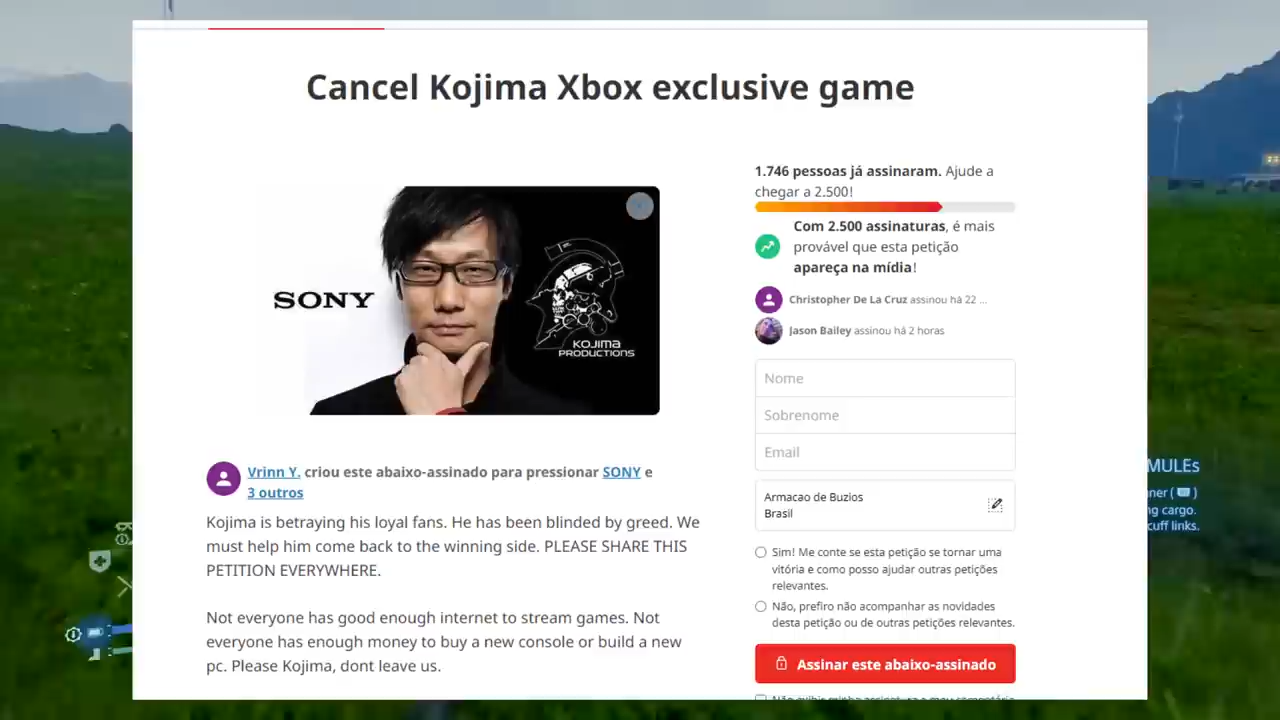 Cancel Kojima Xbox exclusive game
1.746 pessoas já assinaram. Ajude a
chegar a 2.500!
Com 2.500 assinaturas, é mais
provável que esta petição
apareça na mídia!
Christopher De La Cruz assinou há 22 ...
Jason Bailey assinou há 2 horas
SONY
KOJIMA
PRODUCTIONS
Nome
Sobrenome
Email
Armacao de Buzios
Brasil
Vrinn Y. criou este abaixo-assinado para pressionar SONY e
3 outros
Kojima is betraying his loyal fans. He has been blinded by greed. We
must help him come back to the winning side. PLEASE SHARE THIS
PETITION EVERYWHERE.
Not everyone has good enough internet to stream games. Not
everyone has enough money to buy a new console or build a new
pc. Please Kojima, dont leave us.
Sim! Me conte se esta petição se tornar uma
vitória e como posso ajudar outras petições
relevantes.
Não, prefiro não acompanhar as novidades
desta petição ou de outras petições relevantes.
Assinar este abaixo-assinado
Não exibir minha assinatura e meu comentário
MULEs
ng cargo.
cuff links.